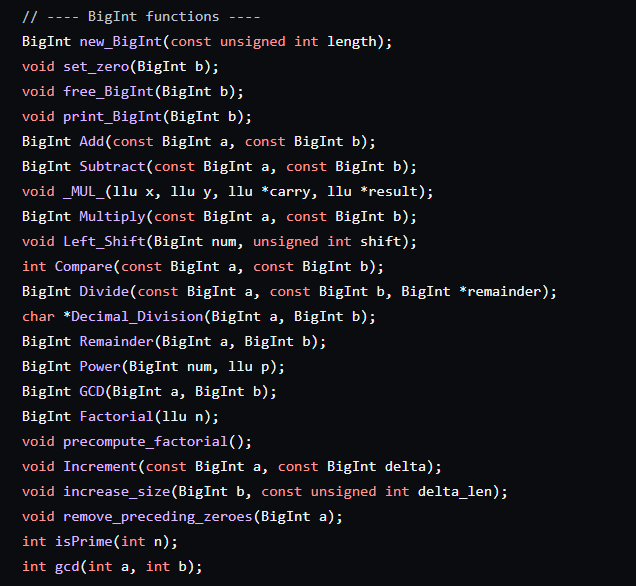 // ---- BigInt functions ----
BigInt new_BigInt(const unsigned int length);
void set_zero(BigInt b);
void free_BigInt(BigInt b);
void print_BigInt(BigInt b);
BigInt Add(const BigInt a, const BigInt b);
BigInt Subtract(const BigInt a, const BigInt b);
void _MUL_(llu x, llu y, llu *carry, llu *result);
BigInt Multiply(const BigInt a, const BigInt b);
void Left_Shift(BigInt num, unsigned int shift);
int Compare(const BigInt a, const BigInt b);
BigInt Divide(const BigInt a, const BigInt b, BigInt *remainder);
char *Decimal_Division(BigInt a, BigInt b);
BigInt Remainder(BigInt a, BigInt b);
BigInt Power(BigInt num, llu p);
BigInt GCD(BigInt a, BigInt b);
BigInt Factorial(llu n);
void precompute_factorial();
void Increment(const BigInt a, const BigInt delta);
void increase_size(BigInt b, const unsigned int delta_len);
void remove_preceding_zeroes(BigInt a);
int isPrime(int n);
int gcd(int a, int b);